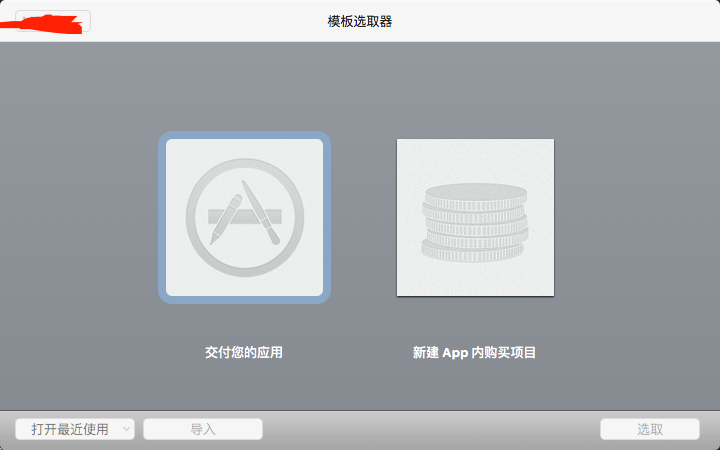 模板选取器
交付您的应用
新建 App 内购买项目
打开最近使用
导入
选取